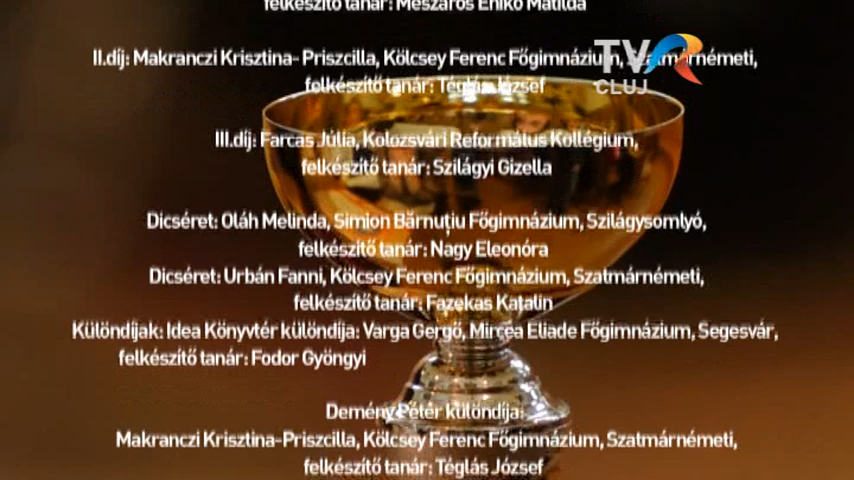 felkészítő tanár: Mészáros Enikő Matilda
II.díj: Makranczi Krisztina- Priszcilla, Kölcsey Ferenc Főgimnázium, Szatmárnémeti,
felkészítő tanár: Téglás József
TVR
CLUJ
III.díj: Farcas Júlia, Kolozsvári Református Kollégium,
felkészítő tanár: Szilágyi Gizella
Dicséret: Oláh Melinda, Simion Bărnuțiu Főgimnázium, Szilágysomlyó,
felkészítő tanár: Nagy Eleonóra
Dicséret: Urbán Fanni, Kölcsey Ferenc Főgimnázium, Szatmárnémeti,
felkészítő tanár: Fazekas Katalin
Különdíjak: Idea Könyvtér különdíja: Varga Gergő, Mircea Eliade Főgimnázium, Segesvár,
felkészítő tanár: Fodor Gyöngyi
Demény Péter különdíja:
Makranczi Krisztina-Priszcilla, Kölcsey Ferenc Főgimnázium, Szatmárnémeti,
felkészítő tanár: Téglás József